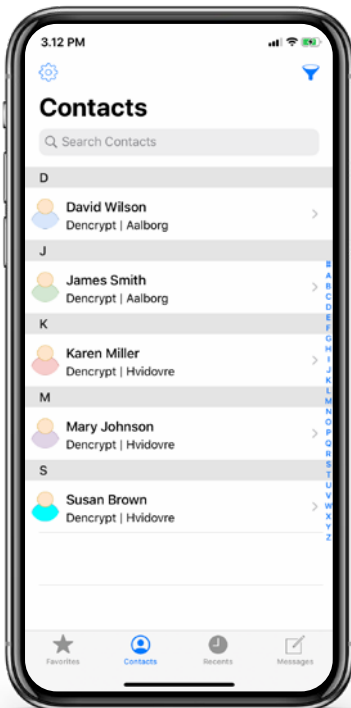 3.12 PM
Contacts
Search Contacts
D
David Wilson
Dencrypt | Aalborg
J
James Smith
Dencrypt | Aalborg
K
Karen Miller
Dencrypt | Hvidovre
M
Mary Johnson
Dencrypt | Hvidovre
S
Susan Brown
Dencrypt | Hvidovre
#
A
B
C
D
E
F
G
H
I
J
K
L
M
N
O
P
Q
R
S
T
U
V
W
X
Y
Z
Favorites
Contacts
Recents
Messages